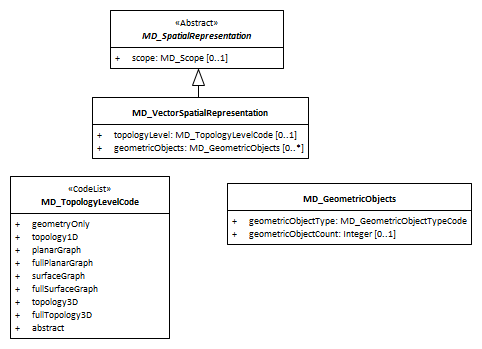 «Abstract»
MD_SpatialRepresentation
+ scope: MD_Scope [0..1]
MD_VectorSpatialRepresentation
+ topologyLevel: MD_TopologyLevelCode [0..1]
+ geometricObjects: MD_GeometricObjects [0..*]
«CodeList»
MD_TopologyLevelCode
+ geometryOnly
+ topology1D
+ planarGraph
+ fullPlanarGraph
+ surfaceGraph
+ fullSurfaceGraph
+ topology3D
+ fullTopology3D
+ abstract
MD_GeometricObjects
+ geometricObjectType: MD_GeometricObjectTypeCode
+ geometricObjectCount: Integer [0..1]